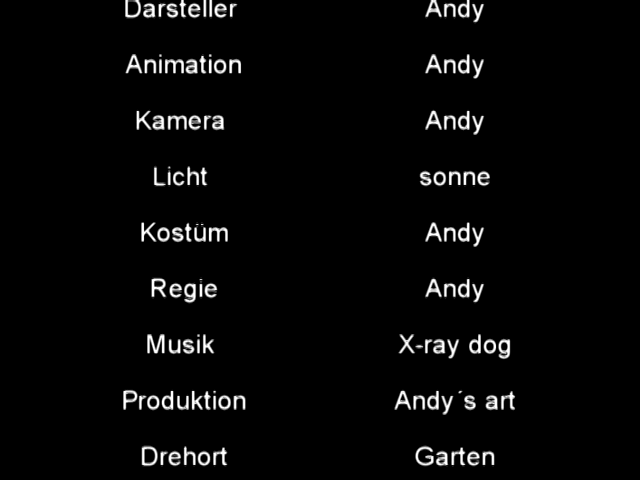 Darsteller Andy
Animation Andy
Kamera Andy
Licht sonne
Kostüm Andy
Regie Andy
Musik X-ray dog
Produktion Andy´s art
Drehort Garten